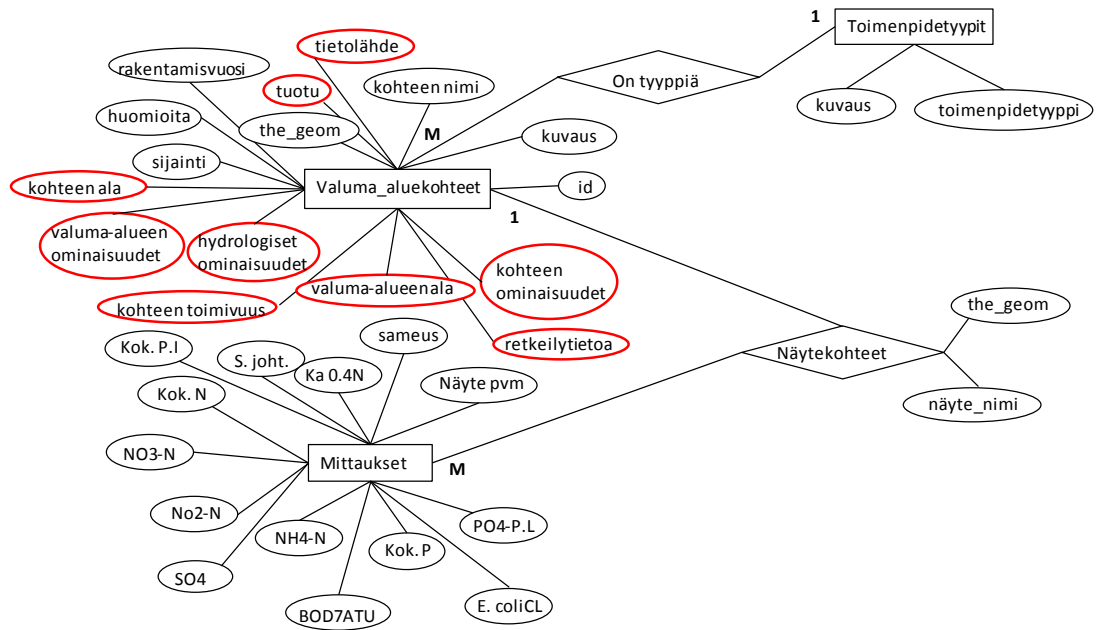 1
Toimenpidetyypit
tietolähde
rakentamisvuosi
On tyyppiä
kohteen nimi
tuotu
kuvaus
toimenpidetyyppi
huomioita
the_geom
M
kuvaus
sijainti
kohteen ala
Valuma_aluekohteet
id
1
valuma-alueen
ominaisuudet
hydrologiset
ominaisuudet
kohteen
ominaisuudet
valuma-alueen ala
kohteen toimivuus
the_geom
sameus
retkeilytietoa
Kok. P.I
S. joht.
Ka 0.4N
Näytekohteet
Näyte pvm
Kok. N
näyte_nimi
NO3-N
Mittaukset
M
No2-N
PO4-P.L
NH4-N
Kok. P
SO4
E. coliCL
BOD7ATU